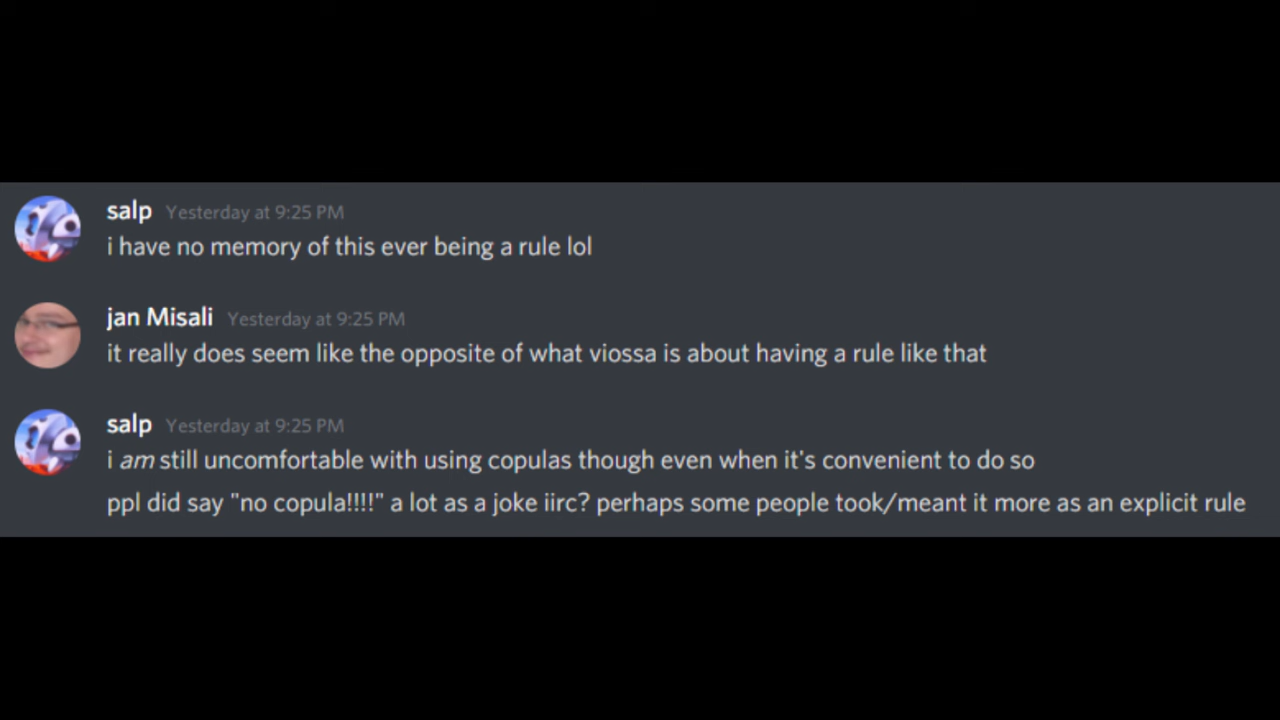 salp Yesterday at 9:25 PM
i have no memory of this ever being a rule lol
jan Misali Yesterday at 9:25 PM
it really does seem like the opposite of what viossa is about having a rule like that
salp Yesterday at 9:25 PM
i am still uncomfortable with using copulas though even when it's convenient to do so
ppl did say "no copula!!!!" a lot as a joke iirc? perhaps some people took/meant it more as an explicit rule